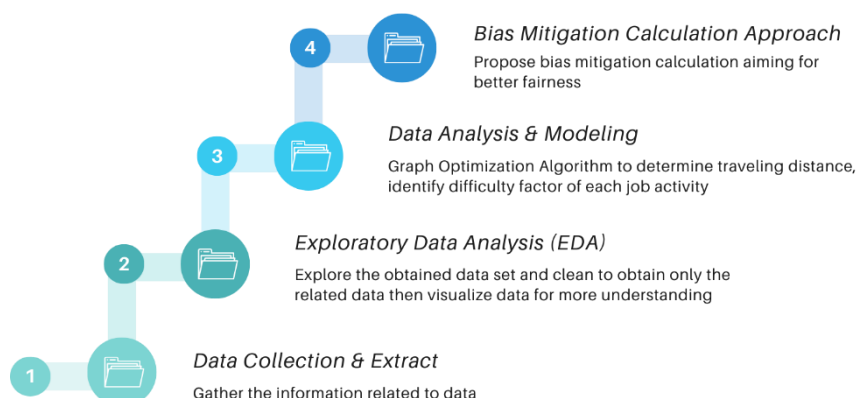 4
Bias Mitigation Calculation Approach
Propose bias mitigation calculation aiming for
better fairness
3
Data Analysis & Modeling
Graph Optimization Algorithm to determine traveling distance,
identify difficulty factor of each job activity
2
Exploratory Data Analysis (EDA)
Explore the obtained data set and clean to obtain only the
related data then visualize data for more understanding
1
Data Collection & Extract
Gather the information related to data